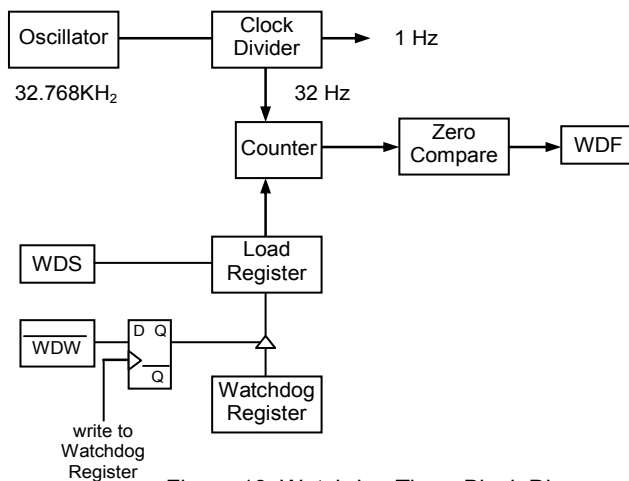 Oscillator
Clock
Divider
1 Hz
32.768KH₂
32 Hz
Counter
Zero
Compare
WDF
WDS
Load
Register
WDW
D Q
Q
Watchdog
Register
write to
Watchdog
Register